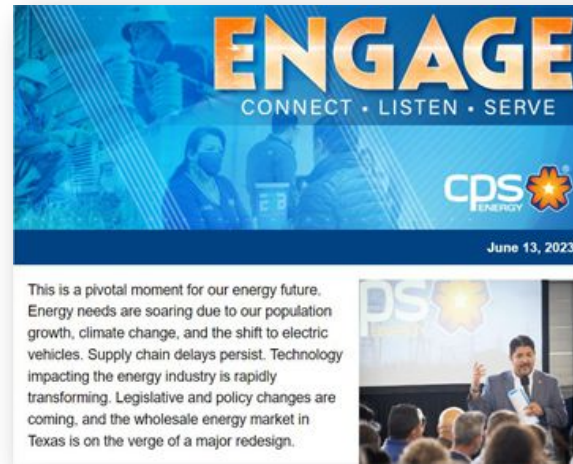 ENGAGE
CONNECT • LISTEN • SERVE
cps
ENERGY
June 13, 2023
This is a pivotal moment for our energy future.
Energy needs are soaring due to our population
growth, climate change, and the shift to electric
vehicles. Supply chain delays persist. Technology
impacting the energy industry is rapidly
transforming. Legislative and policy changes are
coming, and the wholesale energy market in
Texas is on the verge of a major redesign.